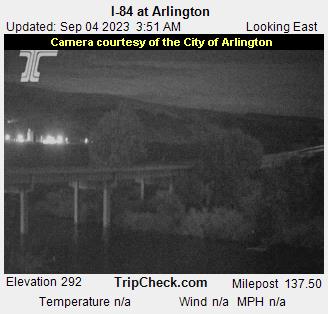 I-84 at Arlington
Updated: Sep 04 2023 3:51 AM Looking East
Camera courtesy of the City of Arlington
Elevation 292 TripCheck.com Milepost 137.50
Temperature n/a Wind n/a MPH n/a